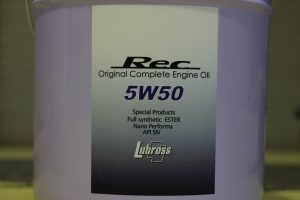 Rec
Original Complete Engine Oil
5W50
Special Products
Full synthetic ESTER
Nano Performa
API SN
Lubross